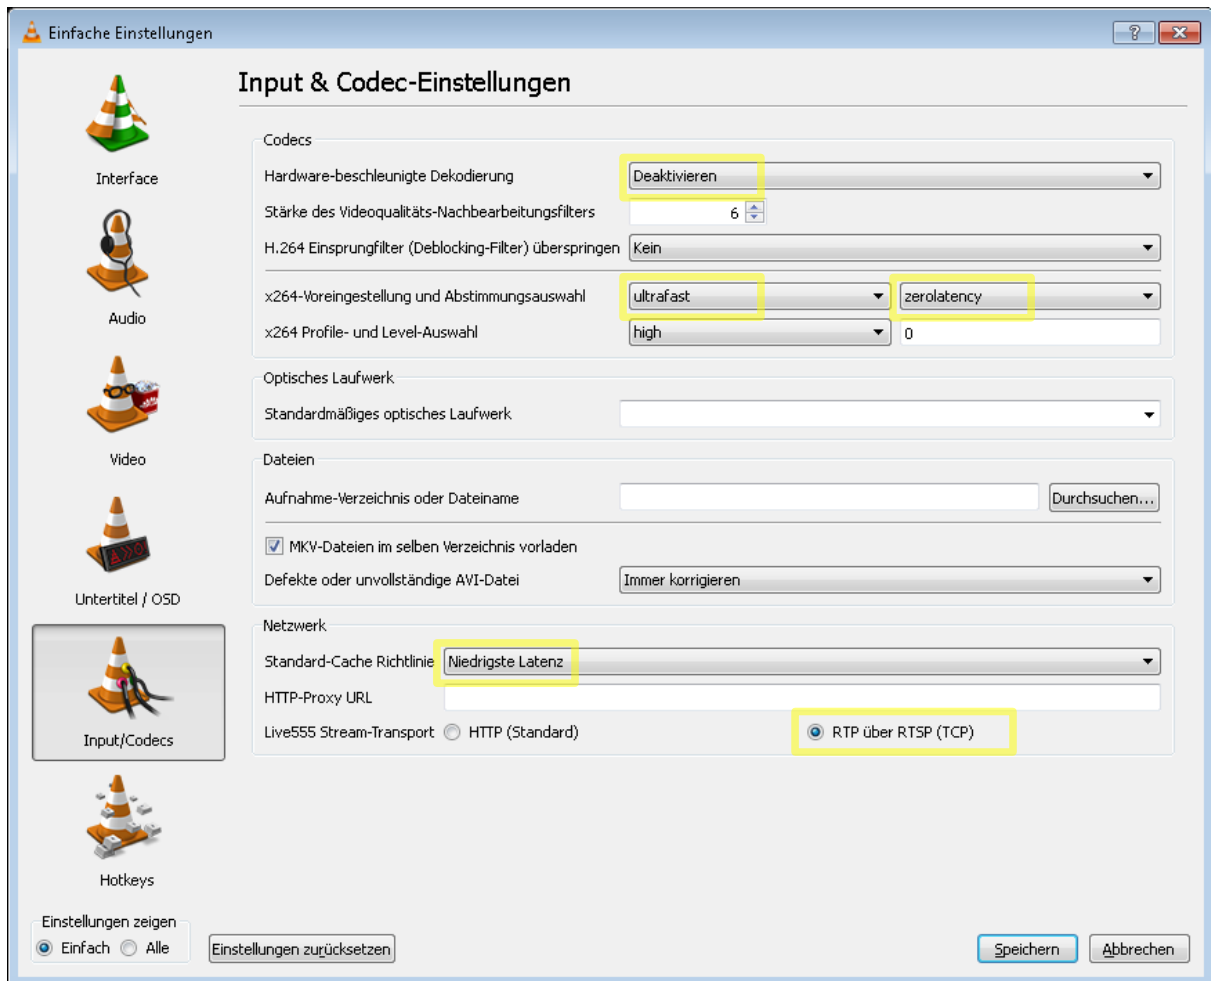 Einfache Einstellungen
Input & Codec-Einstellungen
Interface
Audio
Video
Untertitel / OSD
Input/Codecs
Hotkeys
Codecs
Hardware-beschleunigte Dekodierung Deaktivieren
Stärke des Videoqualitäts-Nachbearbeitungsfilters 6
H.264 Einsprungfilter (Deblocking-Filter) überspringen Kein
x264-Voreingestellung und Abstimmungsauswahl ultrafast zerolatency
x264 Profile- und Level-Auswahl high 0
Optisches Laufwerk
Standardmäßiges optisches Laufwerk
Dateien
Aufnahme-Verzeichnis oder Dateiname Durchsuchen...
MKV-Dateien im selben Verzeichnis vorladen
Defekte oder unvollständige AVI-Datei Immer korrigieren
Netzwerk
Standard-Cache Richtlinie Niedrigste Latenz
HTTP-Proxy URL
Live555 Stream-Transport HTTP (Standard) RTP über RTSP (TCP)
Einstellungen zeigen
Einfach Alle Einstellungen zurücksetzen Speichern Abbrechen